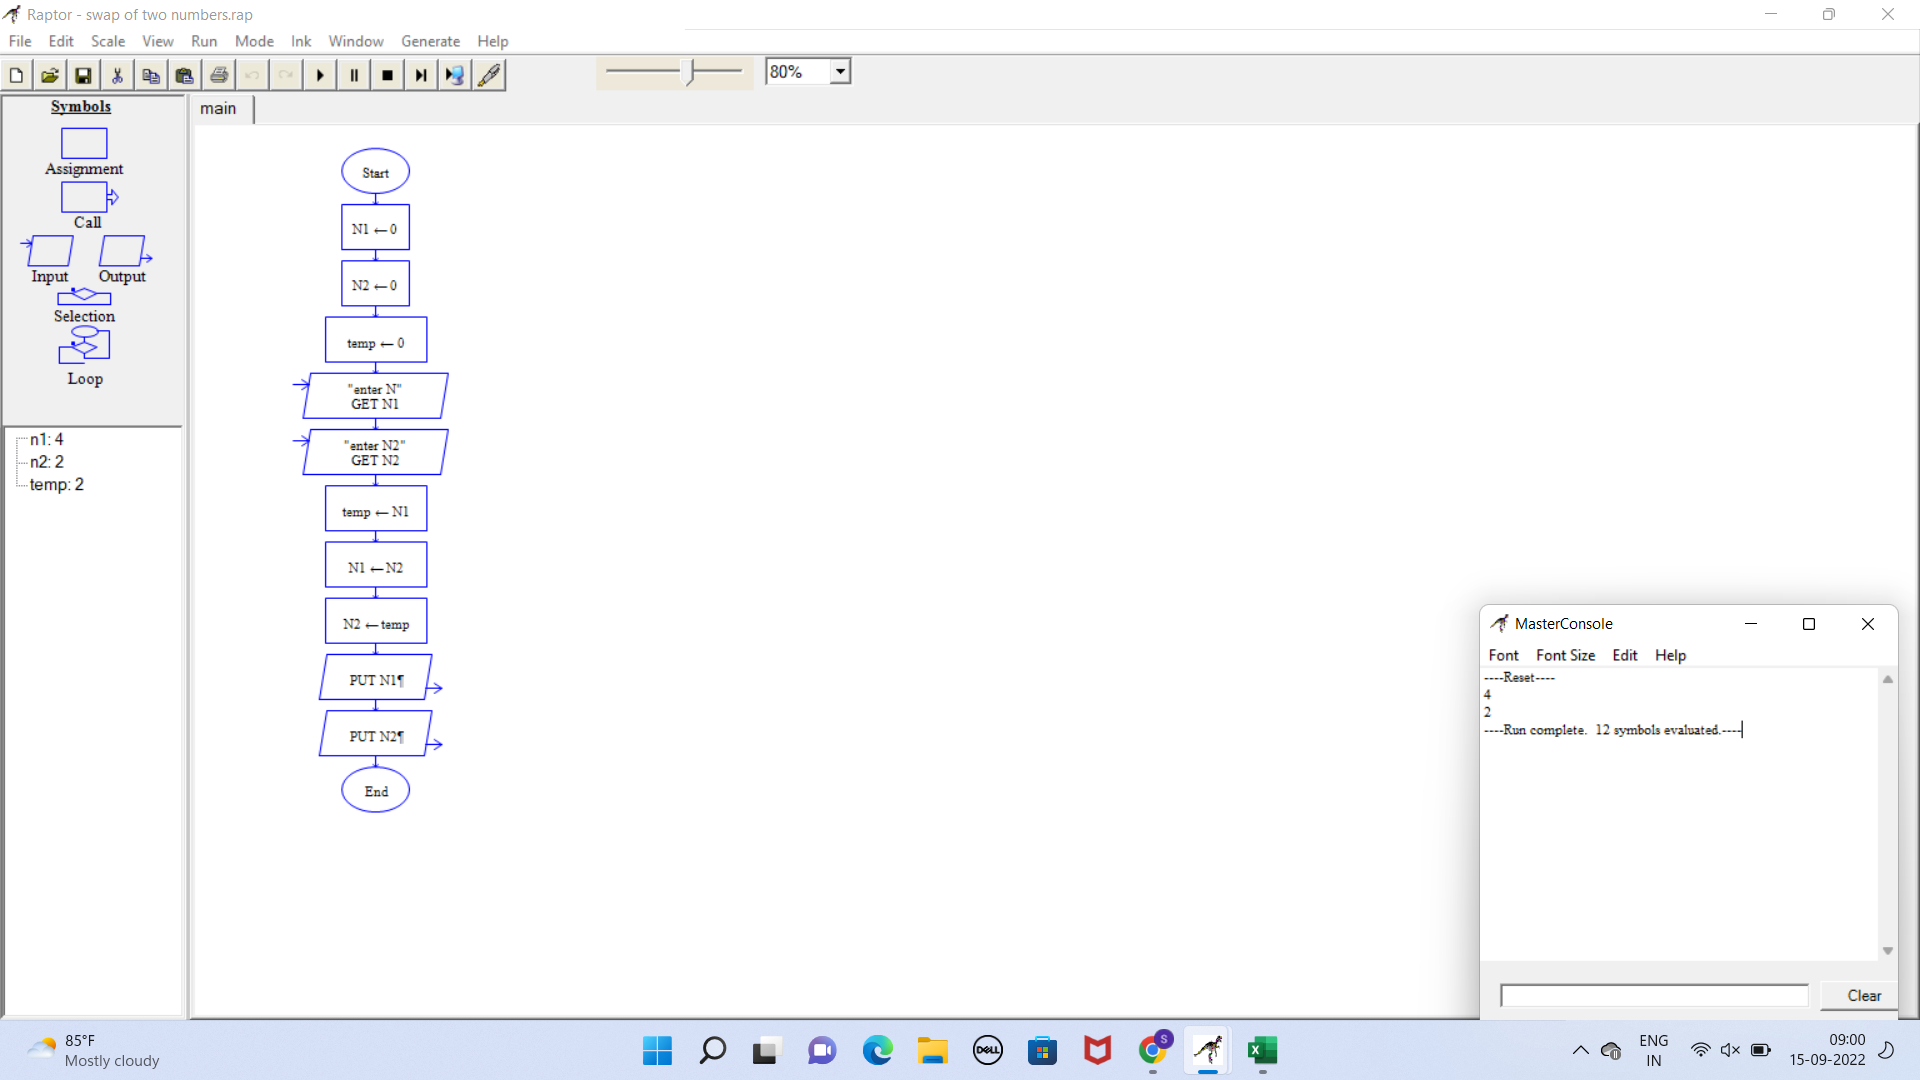 Raptor - swap of two numbers.rap
File Edit Scale View Run Mode Ink Window Generate Help
80%
Symbols
Assignment
Call
Input Output
Selection
Loop
n1: 4
n2: 2
temp: 2
main
Start
N1 ← 0
N2 ← 0
temp ← 0
"enter N"
GET N1
"enter N2"
GET N2
temp ← N1
N1 ← N2
N2 ← temp
PUT N1¶
PUT N2¶
End
MasterConsole
Font Font Size Edit Help
----Reset----
4
2
----Run complete.  12 symbols evaluated.----
Clear
85°F
Mostly cloudy
DELL
S
X
ENG
IN
09:00
15-09-2022